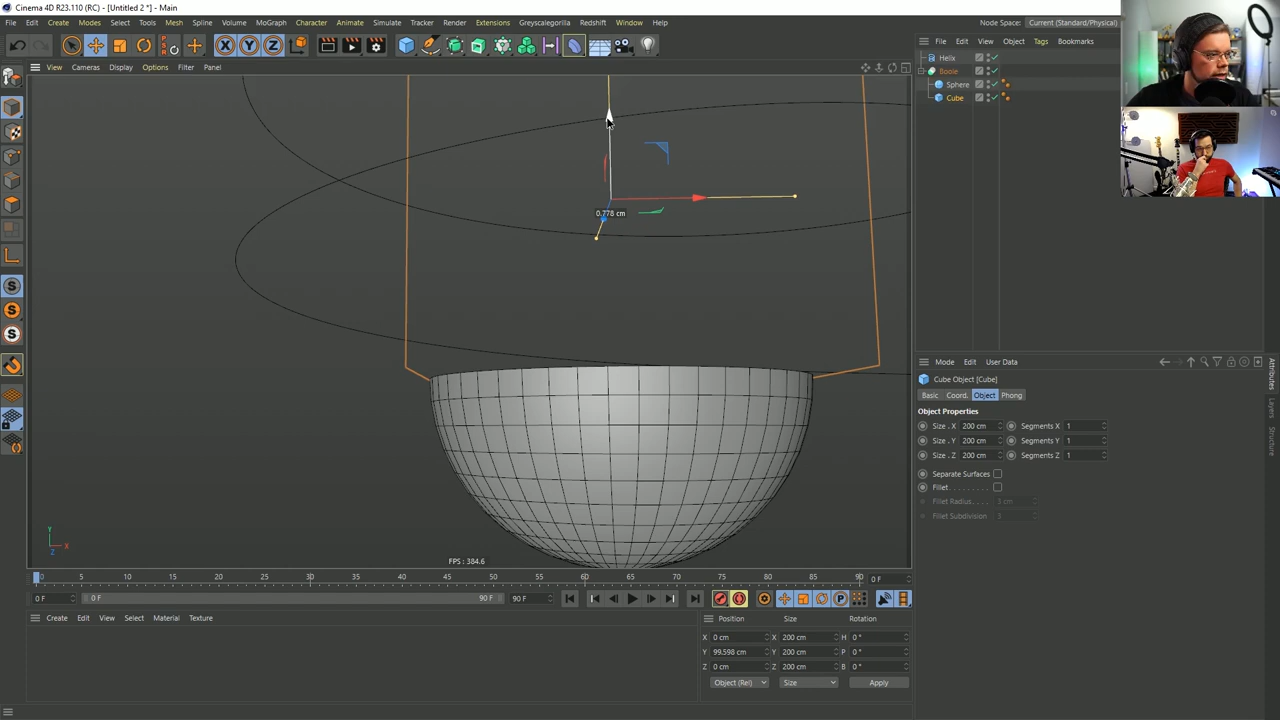 Cinema 4D R23.110 (RC) - [Untitled 2 *] - Main
File Edit Create Modes Select Tools Mesh Spline Volume MoGraph Character Animate Simulate Tracker Render Extensions Greyscalegorilla Redshift Window Help Node Space: Current (Standard/Physical)
X Y Z
File Edit View Object Tags Bookmarks
View Cameras Display Options Filter Panel
Helix
Boole
Sphere
Cube
0.778 cm
Mode Edit User Data
Cube Object [Cube]
Basic Coord. Object Phong
Object Properties
Size . X 200 cm Segments X 1
Size . Y 200 cm Segments Y 1
Size . Z 200 cm Segments Z 1
Separate Surfaces
Fillet
Fillet Radius 3 cm
Fillet Subdivision 3
Attributes
Layers
Structure
Y
X
Z
FPS : 384.6
0 5 10 15 20 25 30 35 40 45 50 55 60 65 70 75 80 85 90 0 F
0 F 0 F 90 F 90 F
Create Edit View Select Material Texture
Position Size Rotation
X 0 cm X 200 cm H 0 °
Y 99.598 cm Y 200 cm P 0 °
Z 0 cm Z 200 cm B 0 °
Object (Rel) Size Apply